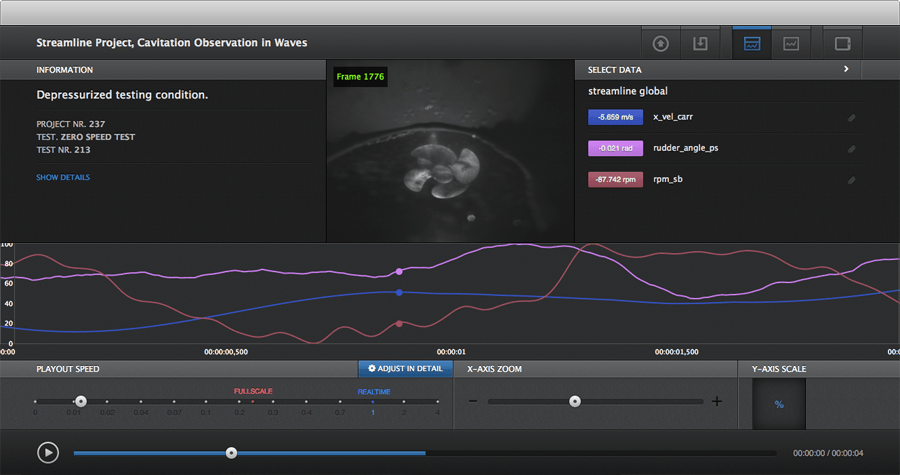 Streamline Project, Cavitation Observation in Waves
INFORMATION
Depressurized testing condition.
PROJECT NR. 237
TEST. ZERO SPEED TEST
TEST NR. 213
SHOW DETAILS
Frame 1776
SELECT DATA
streamline global
-5.659 m/s x_vel_carr
-0.021 rad rudder_angle_ps
-87.742 rpm rpm_sb
100
80
60
40
20
0
0:00 00:00:00,500 00:00:01 00:00:01,500 00:0
PLAYOUT SPEED
ADJUST IN DETAIL
FULLSCALE REALTIME
0 0.01 0.02 0.04 0.07 0.1 0.2 0.3 0.4 0.7 1 2 4
X-AXIS ZOOM
− +
Y-AXIS SCALE
%
00:00:00 / 00:00:04